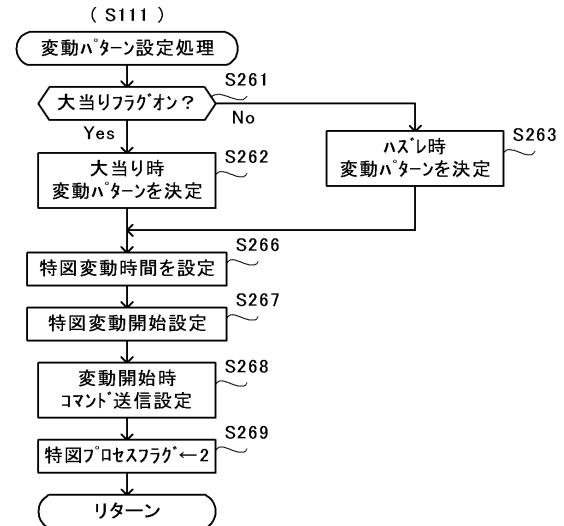 ( S111 )
変動パターン設定処理
S261
大当りフラグオン？
No
Yes
S262
S263
大当り時
変動パターンを決定
ハズレ時
変動パターンを決定
S266
特図変動時間を設定
S267
特図変動開始設定
S268
変動開始時
コマンド送信設定
S269
特図プロセスフラグ←2
リターン